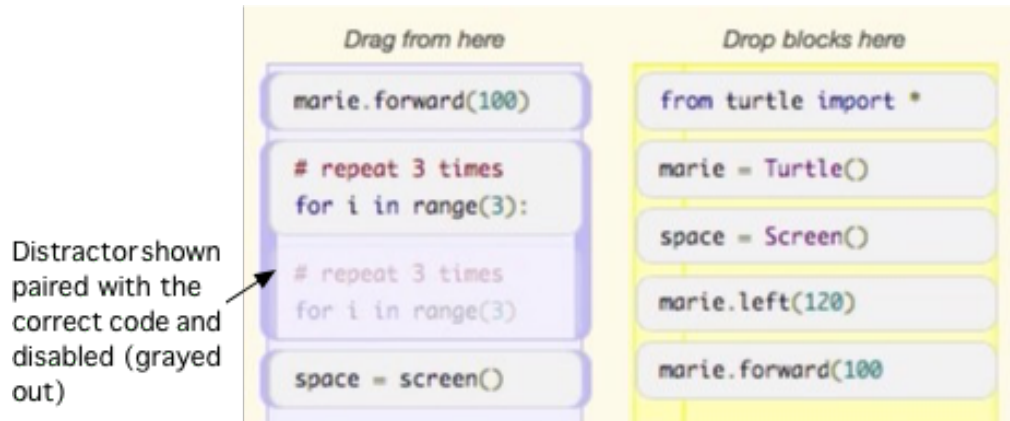 Drag from here
marie.forward(100)
# repeat 3 times
for i in range(3):
# repeat 3 times
for i in range(3)
space = screen()
Drop blocks here
from turtle import *
marie = Turtle()
space = Screen()
marie.left(120)
marie.forward(100
Distractor shown
paired with the
correct code and
disabled (grayed
out)